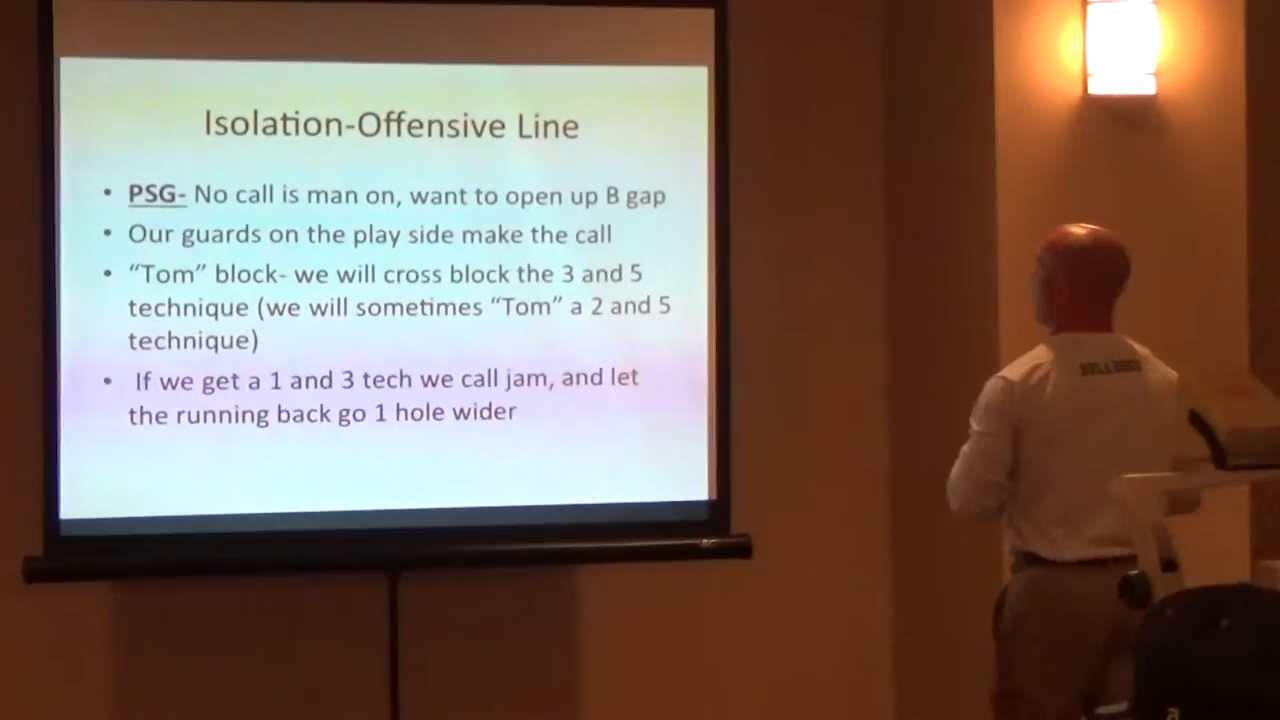 Isolation-Offensive Line
• PSG- No call is man on, want to open up B gap
• Our guards on the play side make the call
• “Tom” block- we will cross block the 3 and 5
technique (we will sometimes “Tom” a 2 and 5
technique)
• If we get a 1 and 3 tech we call jam, and let
the running back go 1 hole wider